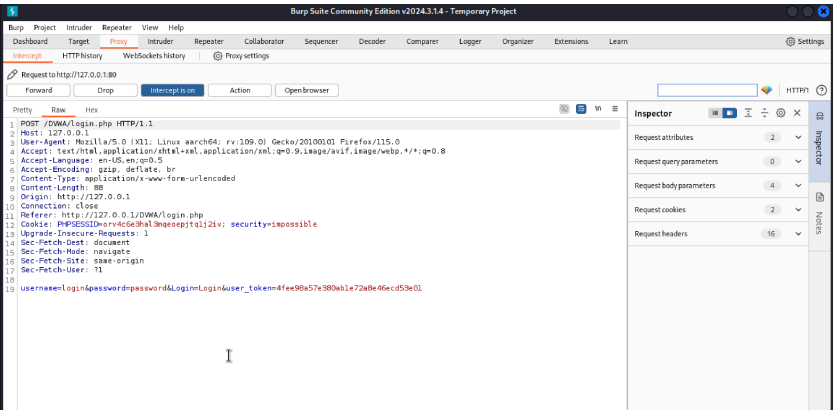 Burp Suite Community Edition v2024.3.1.4 - Temporary Project
Burp Project Intruder Repeater View Help
Dashboard Target Proxy Intruder Repeater Collaborator Sequencer Decoder Comparer Logger Organizer Extensions Learn Settings
Intercept HTTP history WebSockets history Proxy settings
Request to http://127.0.0.1:80
Forward Drop Intercept is on Action Open browser HTTP/1
Pretty Raw Hex \n
Inspector
1 POST /DVWA/login.php HTTP/1.1
2 Host: 127.0.0.1
3 User-Agent: Mozilla/5.0 (X11; Linux aarch64; rv:109.0) Gecko/20100101 Firefox/115.0
4 Accept: text/html,application/xhtml+xml,application/xml;q=0.9,image/avif,image/webp,*/*;q=0.8
5 Accept-Language: en-US,en;q=0.5
6 Accept-Encoding: gzip, deflate, br
7 Content-Type: application/x-www-form-urlencoded
8 Content-Length: 88
9 Origin: http://127.0.0.1
10 Connection: close
11 Referer: http://127.0.0.1/DVWA/login.php
12 Cookie: PHPSESSID=orv4c6e3hal3mqeoepjtq1j2iv; security=impossible
13 Upgrade-Insecure-Requests: 1
14 Sec-Fetch-Dest: document
15 Sec-Fetch-Mode: navigate
16 Sec-Fetch-Site: same-origin
17 Sec-Fetch-User: ?1
18
19 username=login&password=password&Login=Login&user_token=4fee98a57e380ab1e72a8e46ecd53e01
Request attributes 2
Request query parameters 0
Request body parameters 4
Request cookies 2
Request headers 16
Inspector
Notes